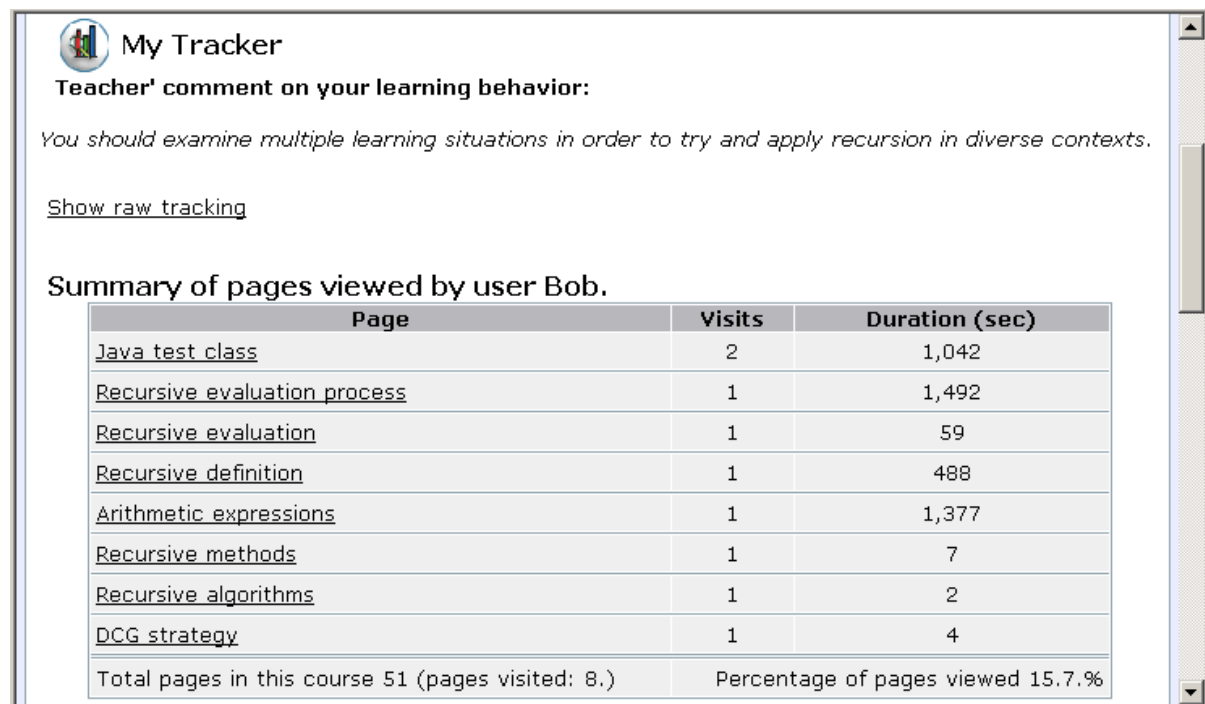 My Tracker
Teacher' comment on your learning behavior:
You should examine multiple learning situations in order to try and apply recursion in diverse contexts.
Show raw tracking
Summary of pages viewed by user Bob.
Page Visits Duration (sec)
Java test class 2 1,042
Recursive evaluation process 1 1,492
Recursive evaluation 1 59
Recursive definition 1 488
Arithmetic expressions 1 1,377
Recursive methods 1 7
Recursive algorithms 1 2
DCG strategy 1 4
Total pages in this course 51 (pages visited: 8.) Percentage of pages viewed 15.7.%